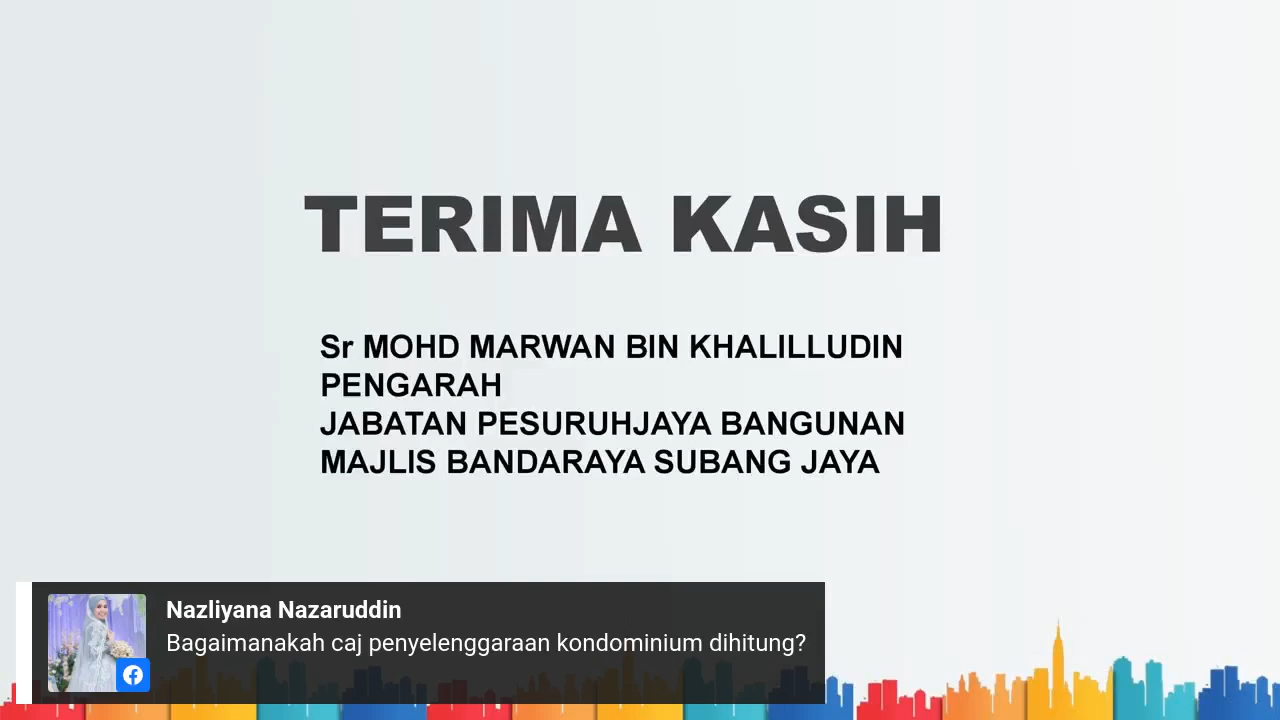 TERIMA KASIH
Sr MOHD MARWAN BIN KHALILLUDIN
PENGARAH
JABATAN PESURUHJAYA BANGUNAN
MAJLIS BANDARAYA SUBANG JAYA
Nazliyana Nazaruddin
Bagaimanakah caj penyelenggaraan kondominium dihitung?